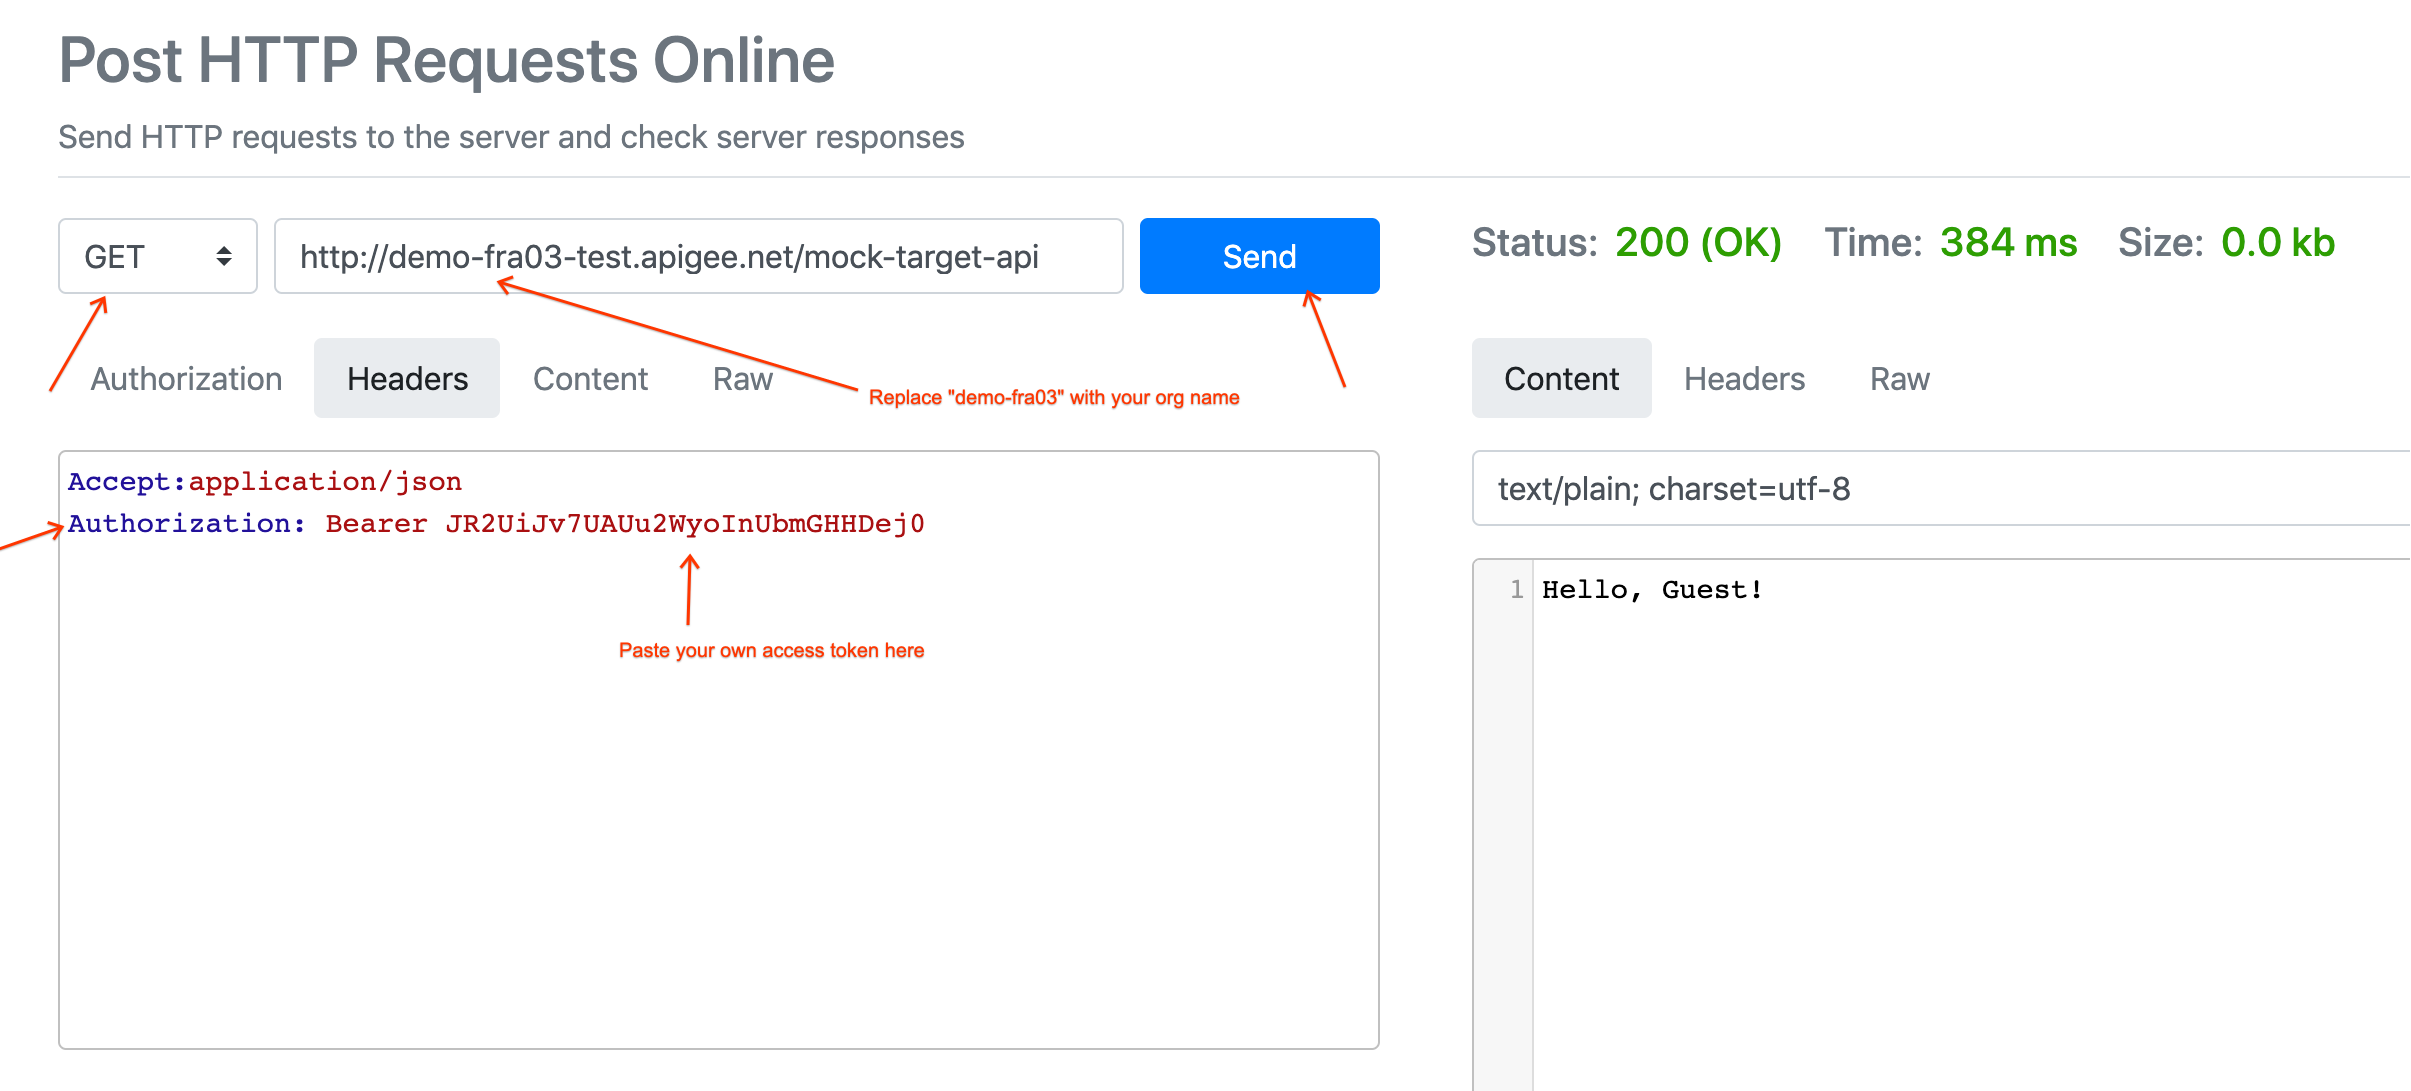 Post HTTP Requests Online
Send HTTP requests to the server and check server responses
GET
http://demo-fra03-test.apigee.net/mock-target-api
Send
Status: 200 (OK) Time: 384 ms Size: 0.0 kb
Authorization Headers Content Raw
Replace "demo-fra03" with your org name
Content Headers Raw
Accept:application/json
Authorization: Bearer JR2UiJv7UAUu2WyoInUbmGHHDej0
Paste your own access token here
text/plain; charset=utf-8
1 Hello, Guest!